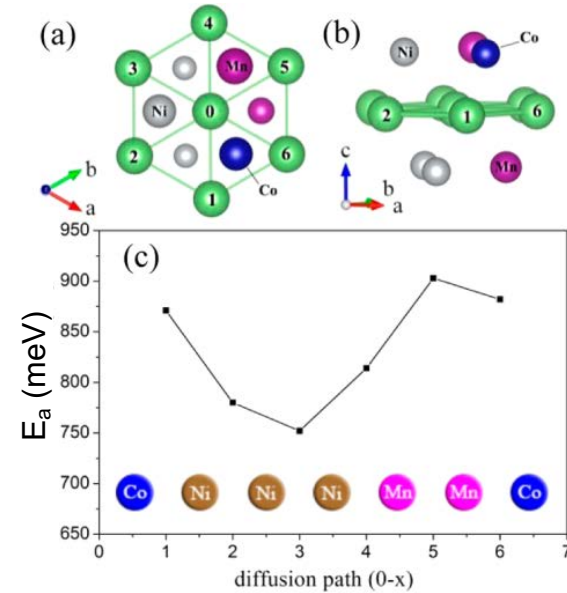 (a)
4
3
Mn
5
Ni
0
2
6
1
Co
b
a
(b)
Ni
Co
2
1
6
Mn
c
b
a
(c)
E_a (meV)
950
900
850
800
750
700
650
Co Ni Ni Ni Mn Mn Co
0 1 2 3 4 5 6 7
diffusion path (0-x)